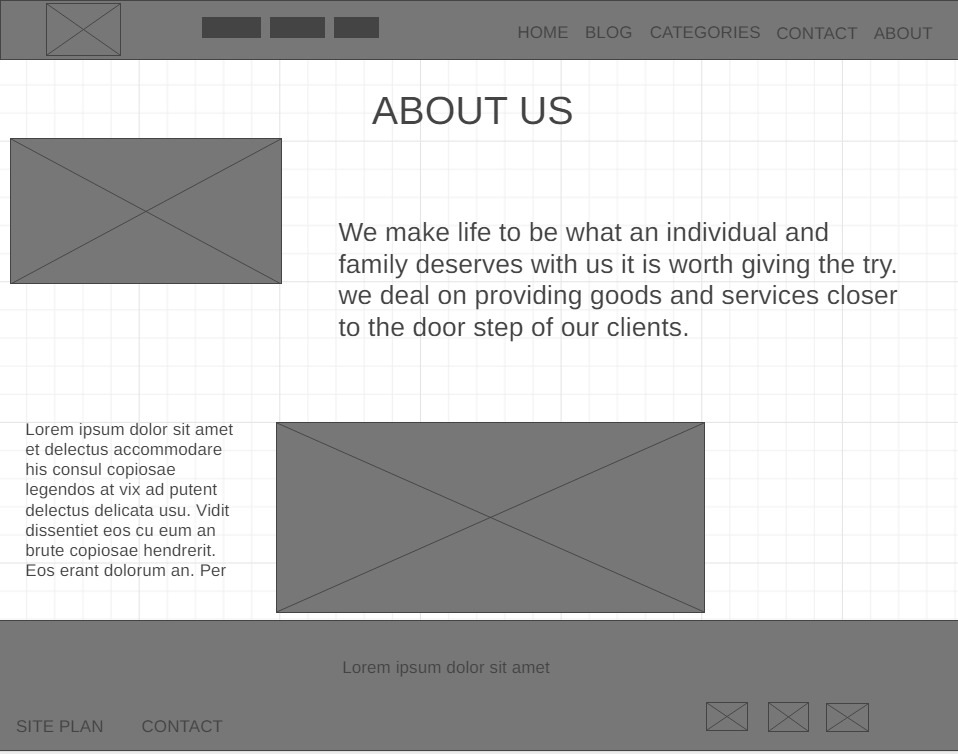 HOME BLOG CATEGORIES CONTACT ABOUT
ABOUT US
We make life to be what an individual and
family deserves with us it is worth giving the try.
we deal on providing goods and services closer
to the door step of our clients.
Lorem ipsum dolor sit amet
et delectus accommodare
his consul copiosae
legendos at vix ad putent
delectus delicata usu. Vidit
dissentiet eos cu eum an
brute copiosae hendrerit.
Eos erant dolorum an. Per
Lorem ipsum dolor sit amet
SITE PLAN CONTACT